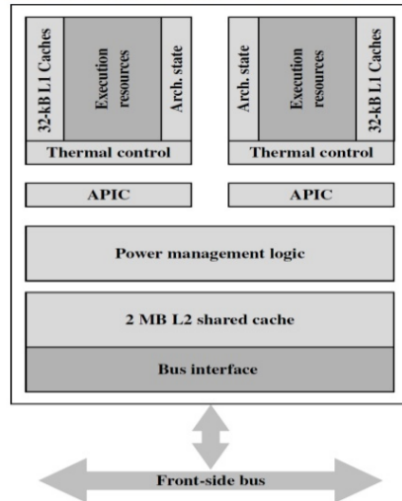 32-kB L1 Caches
Execution
resources
Arch. state
Thermal control
Arch. state
Execution
resources
32-kB L1 Caches
Thermal control
APIC
APIC
Power management logic
2 MB L2 shared cache
Bus interface
Front-side bus